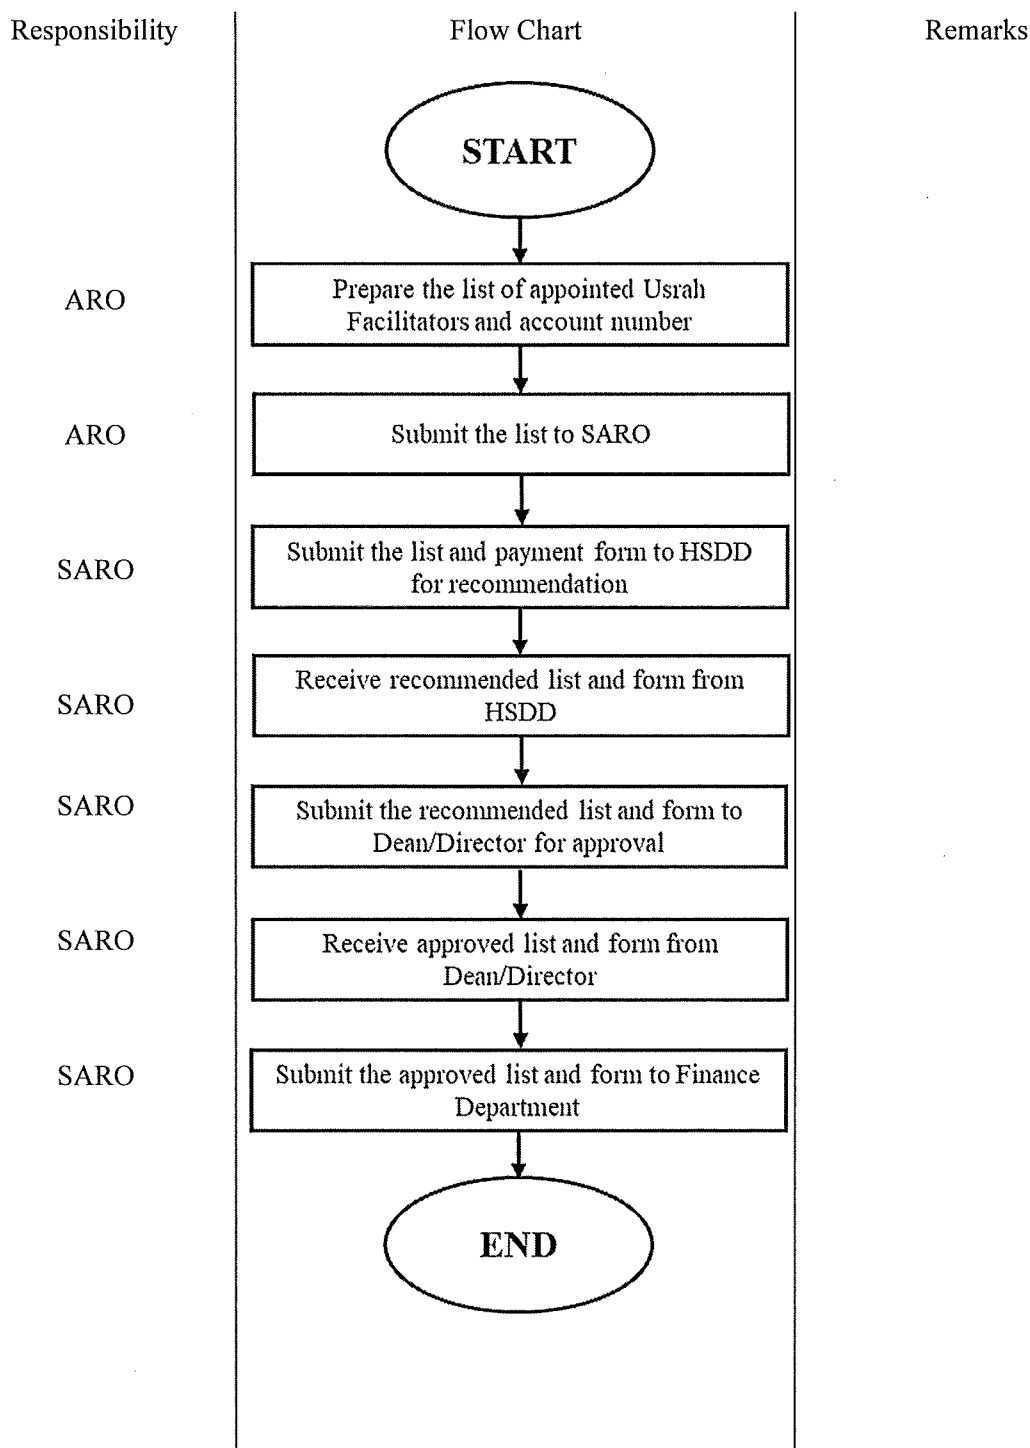 Responsibility
Flow Chart
Remarks
START
ARO
Prepare the list of appointed Usrah
Facilitators and account number
ARO
Submit the list to SARO
SARO
Submit the list and payment form to HSDD
for recommendation
SARO
Receive recommended list and form from
HSDD
SARO
Submit the recommended list and form to
Dean/Director for approval
SARO
Receive approved list and form from
Dean/Director
SARO
Submit the approved list and form to Finance
Department
END